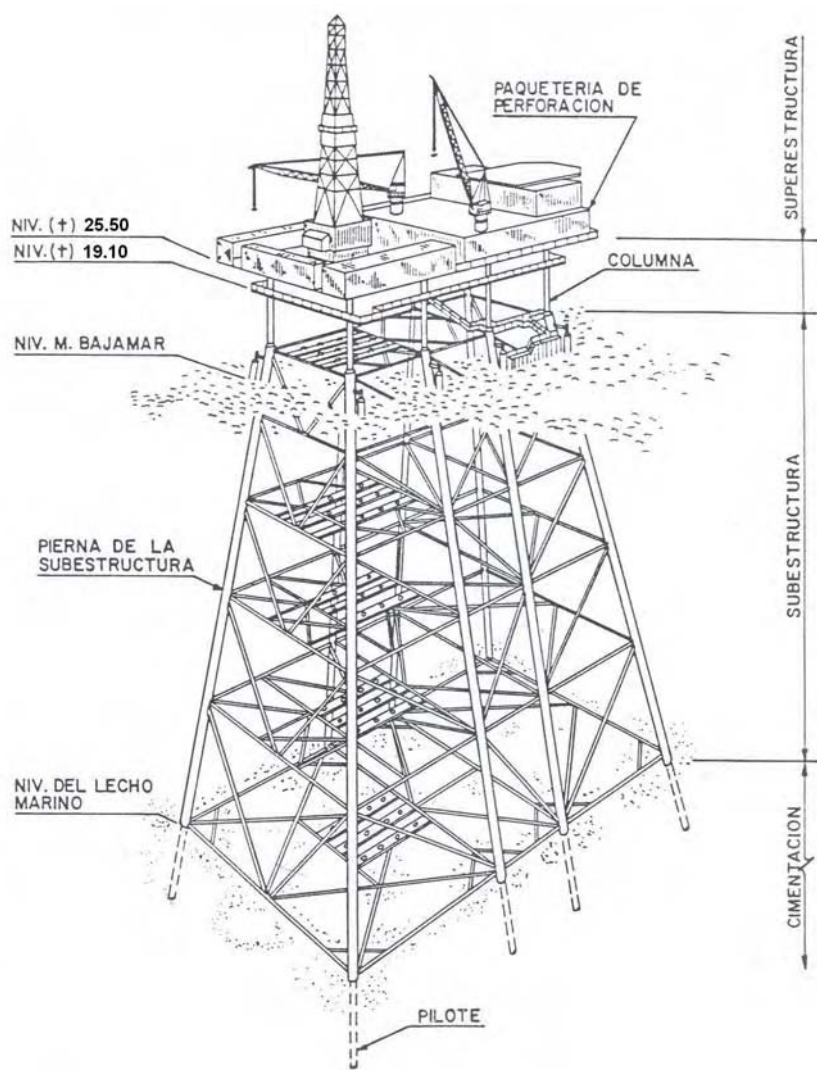 PAQUETERIA DE
PERFORACION
SUPERESTRUCTURA
NIV. (†) 25.50
NIV. (†) 19.10
COLUMNA
NIV. M. BAJAMAR
PIERNA DE LA
SUBESTRUCTURA
SUBESTRUCTURA
NIV. DEL LECHO
MARINO
CIMENTACION
PILOTE